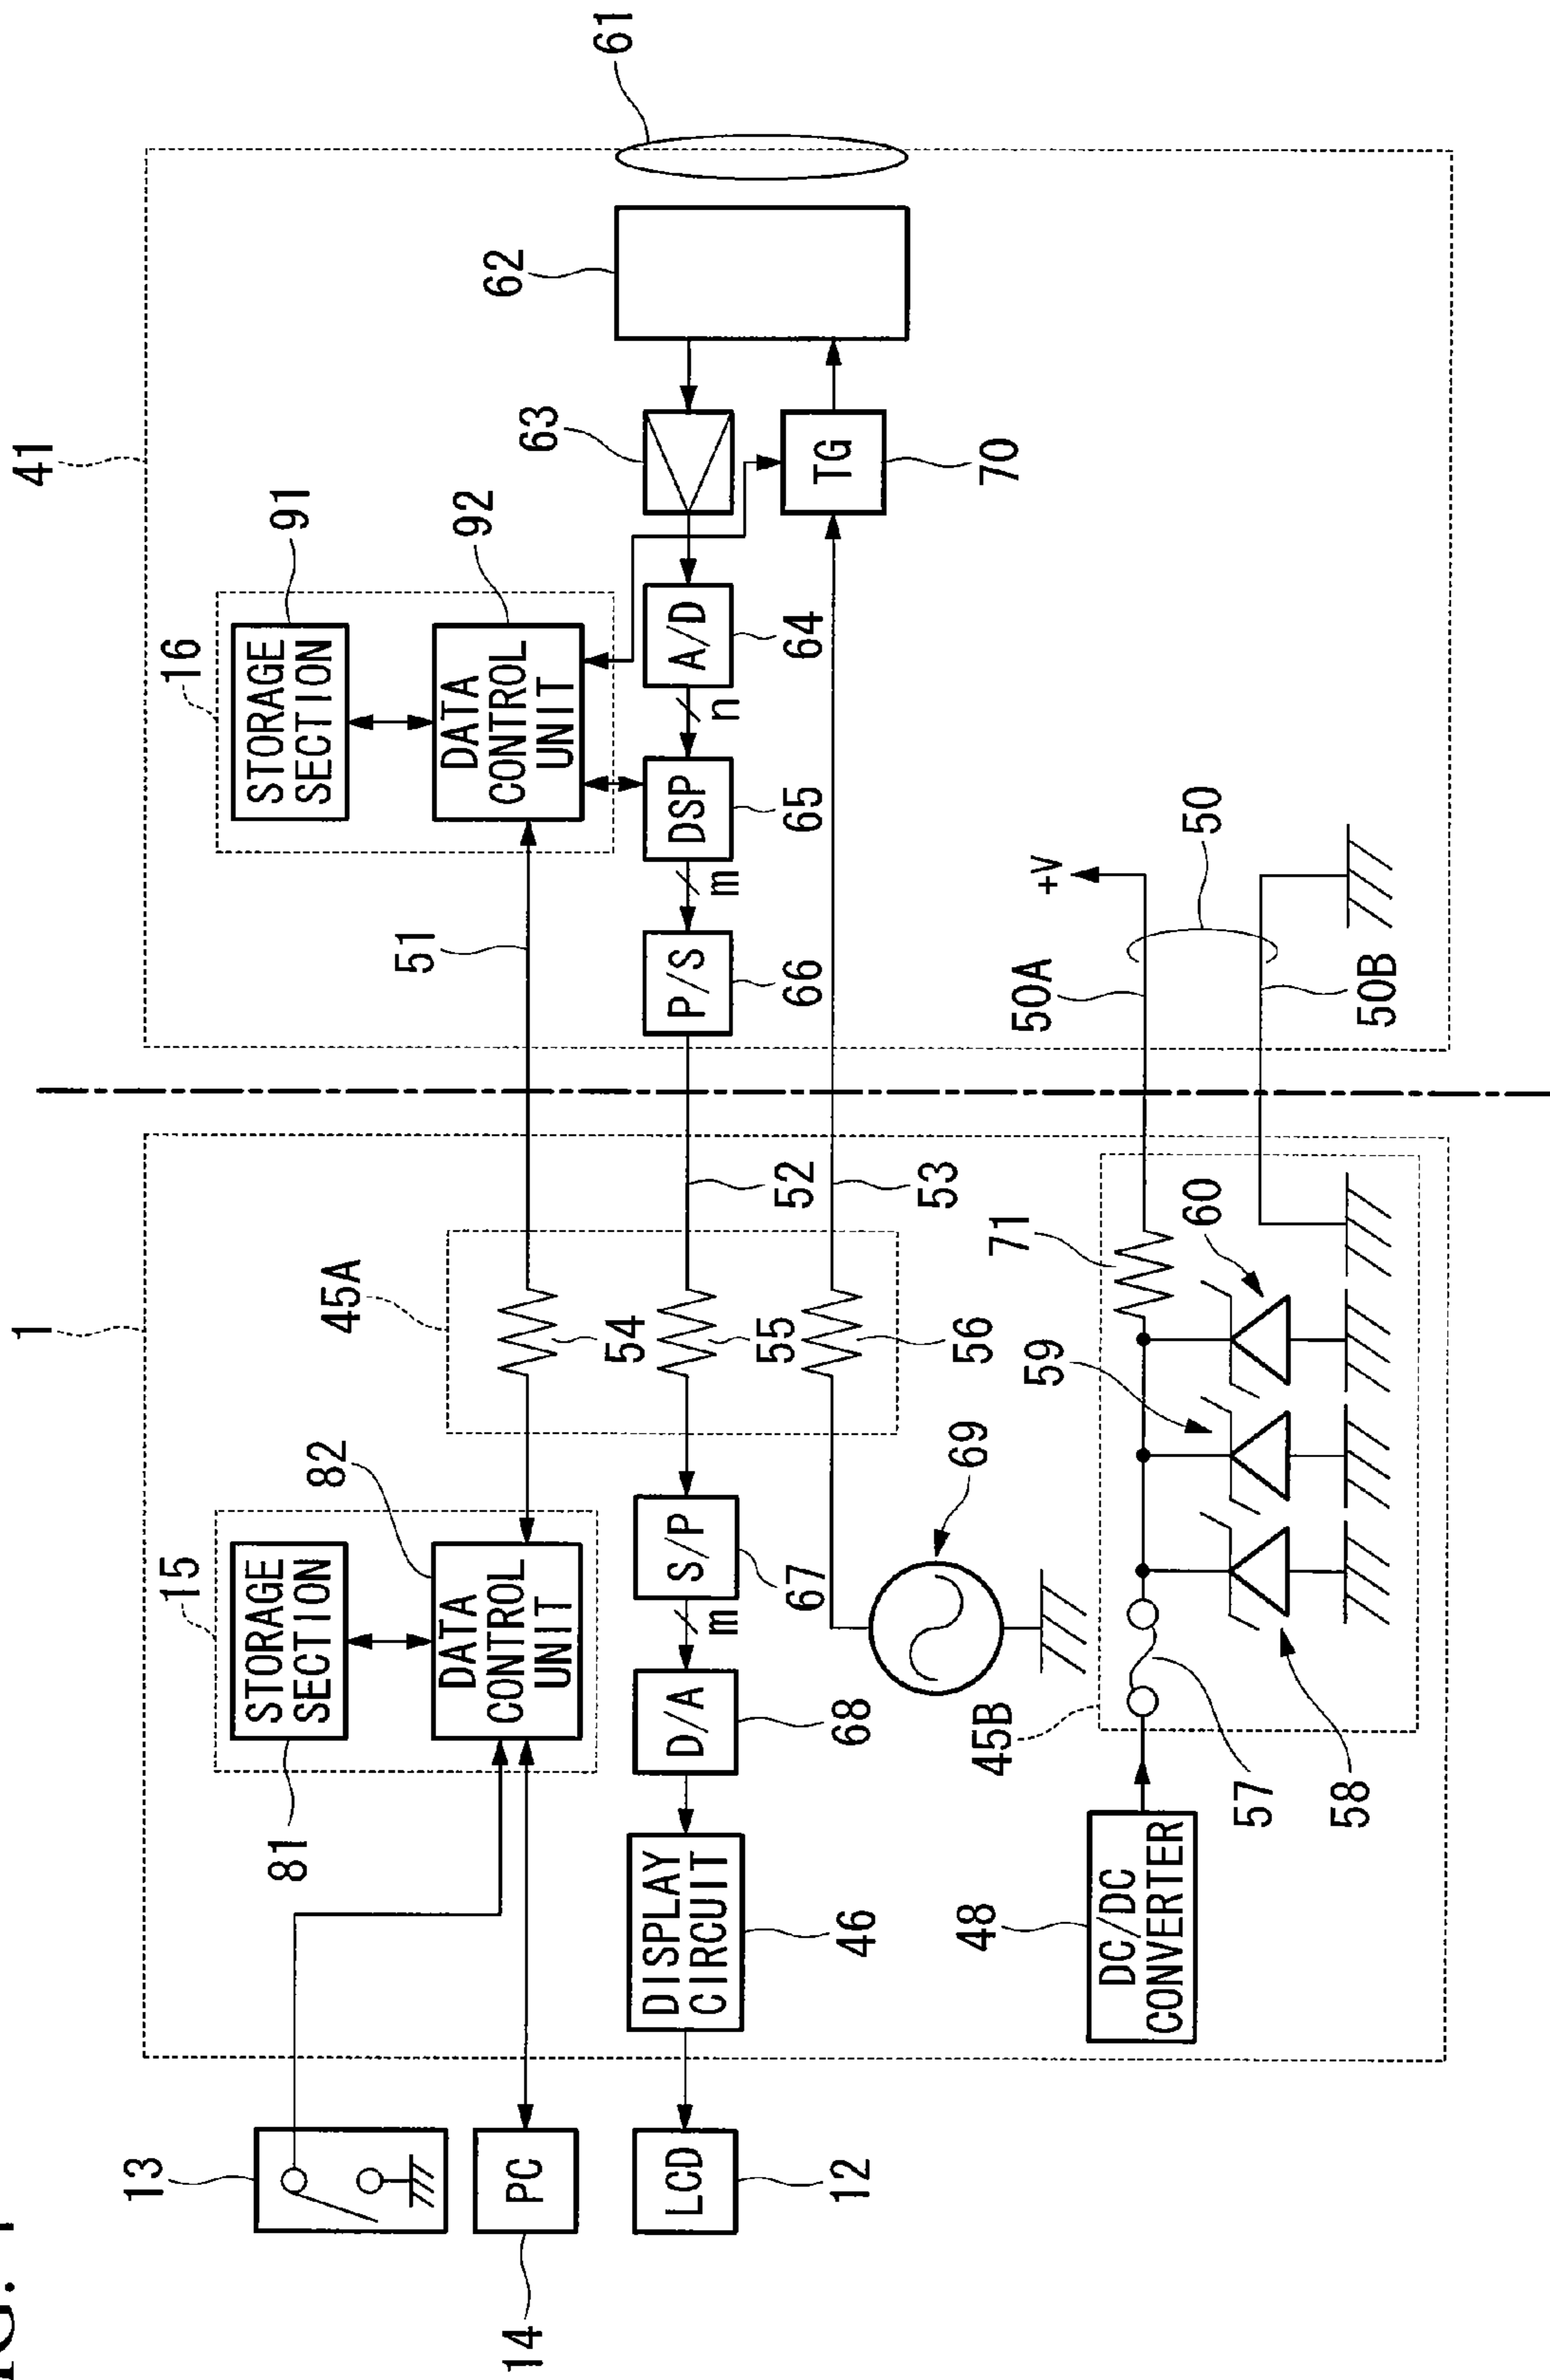 1
41
13
81
15
82
45A
16
91
92
STORAGE
SECTION
STORAGE
SECTION
14
PC
DATA
CONTROL
UNIT
51
DATA
CONTROL
UNIT
63
62
61
54
LCD
DISPLAY
CIRCUIT
D/A
m
S/P
55
52
P/S
m
DSP
n
A/D
12
46
68
67
56
53
66
65
64
TG
70
69
48
45B
59
71
50A
+V
DC/DC
CONVERTER
57
58
60
50B
50